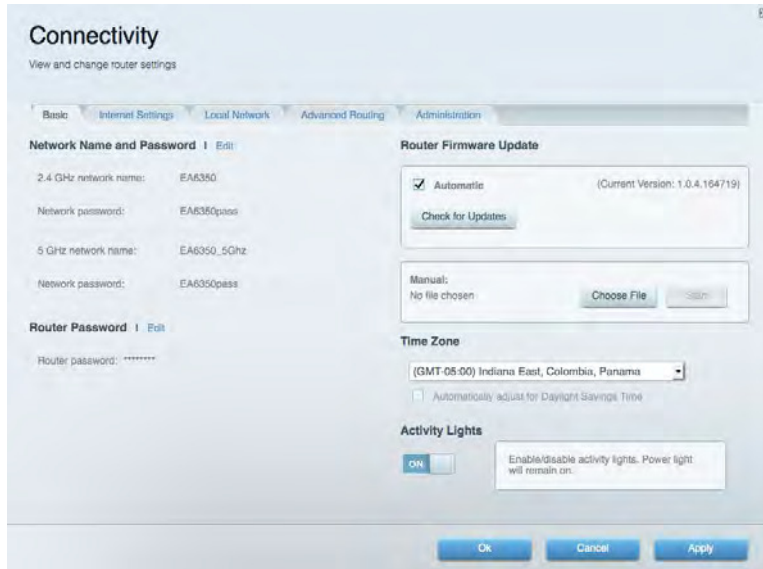 Connectivity
View and change router settings
Basic Internet Settings Local Network Advanced Routing Administration
Network Name and Password | Edit
2.4 GHz network name: EA6350
Network password: EA6350pass
5 GHz network name: EA6350_5Ghz
Network password: EA6350pass
Router Password | Edit
Router password: ********
Router Firmware Update
Automatic (Current Version: 1.0.4.164719)
Check for Updates
Manual:
No file chosen Choose File Start
Time Zone
(GMT-05:00) Indiana East, Colombia, Panama
Automatically adjust for Daylight Savings Time
Activity Lights
ON
Enable/disable activity lights. Power light
will remain on.
Ok Cancel Apply